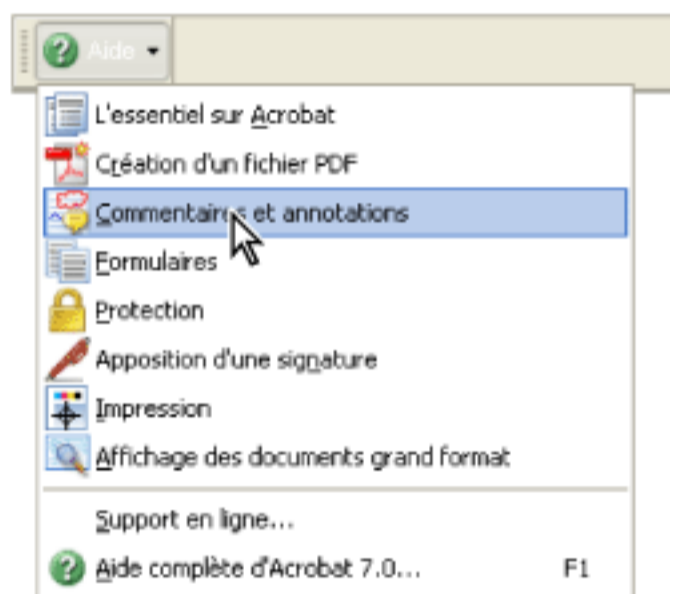 Aide
L'essentiel sur Acrobat
Création d'un fichier PDF
Commentaires et annotations
Formulaires
Protection
Apposition d'une signature
Impression
Affichage des documents grand format
Support en ligne...
Aide complète d'Acrobat 7.0... F1